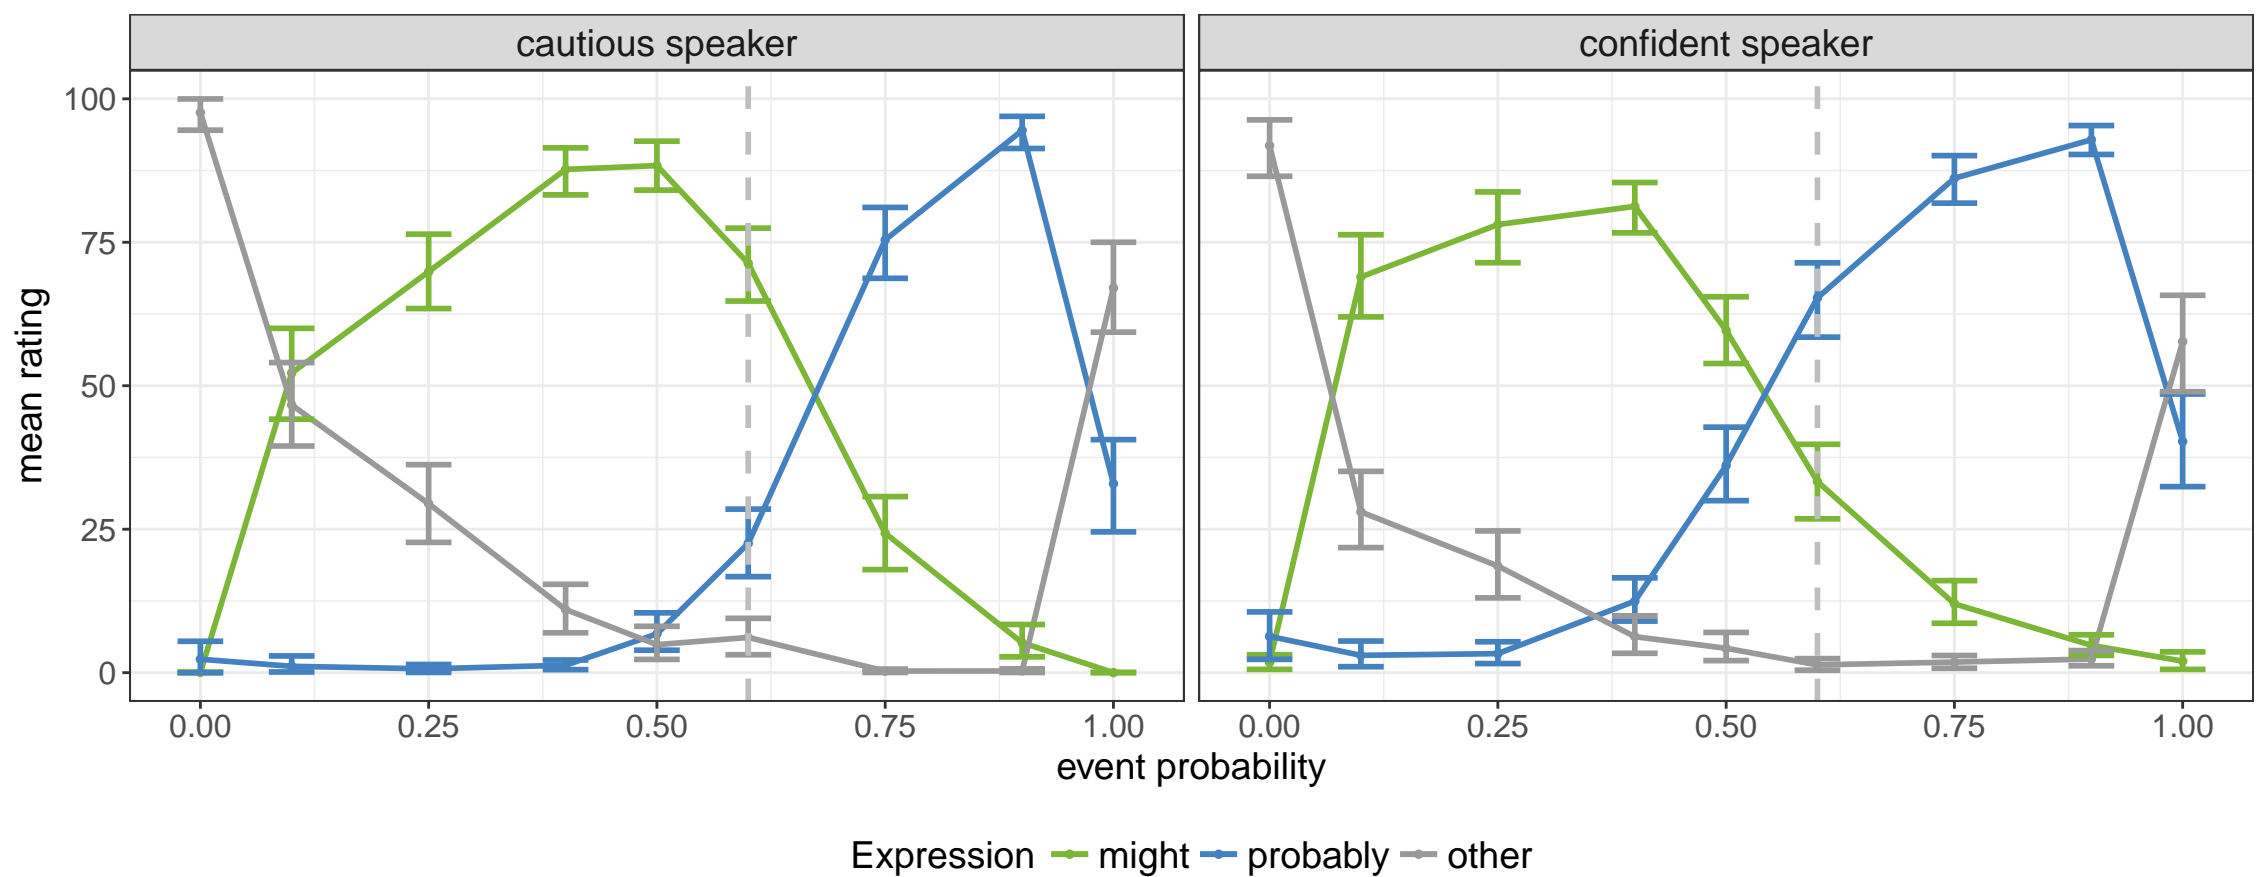 cautious speaker confident speaker
100
75
50
25
0
mean rating
0.00 0.25 0.50 0.75 1.00 0.00 0.25 0.50 0.75 1.00
event probability
Expression might probably other